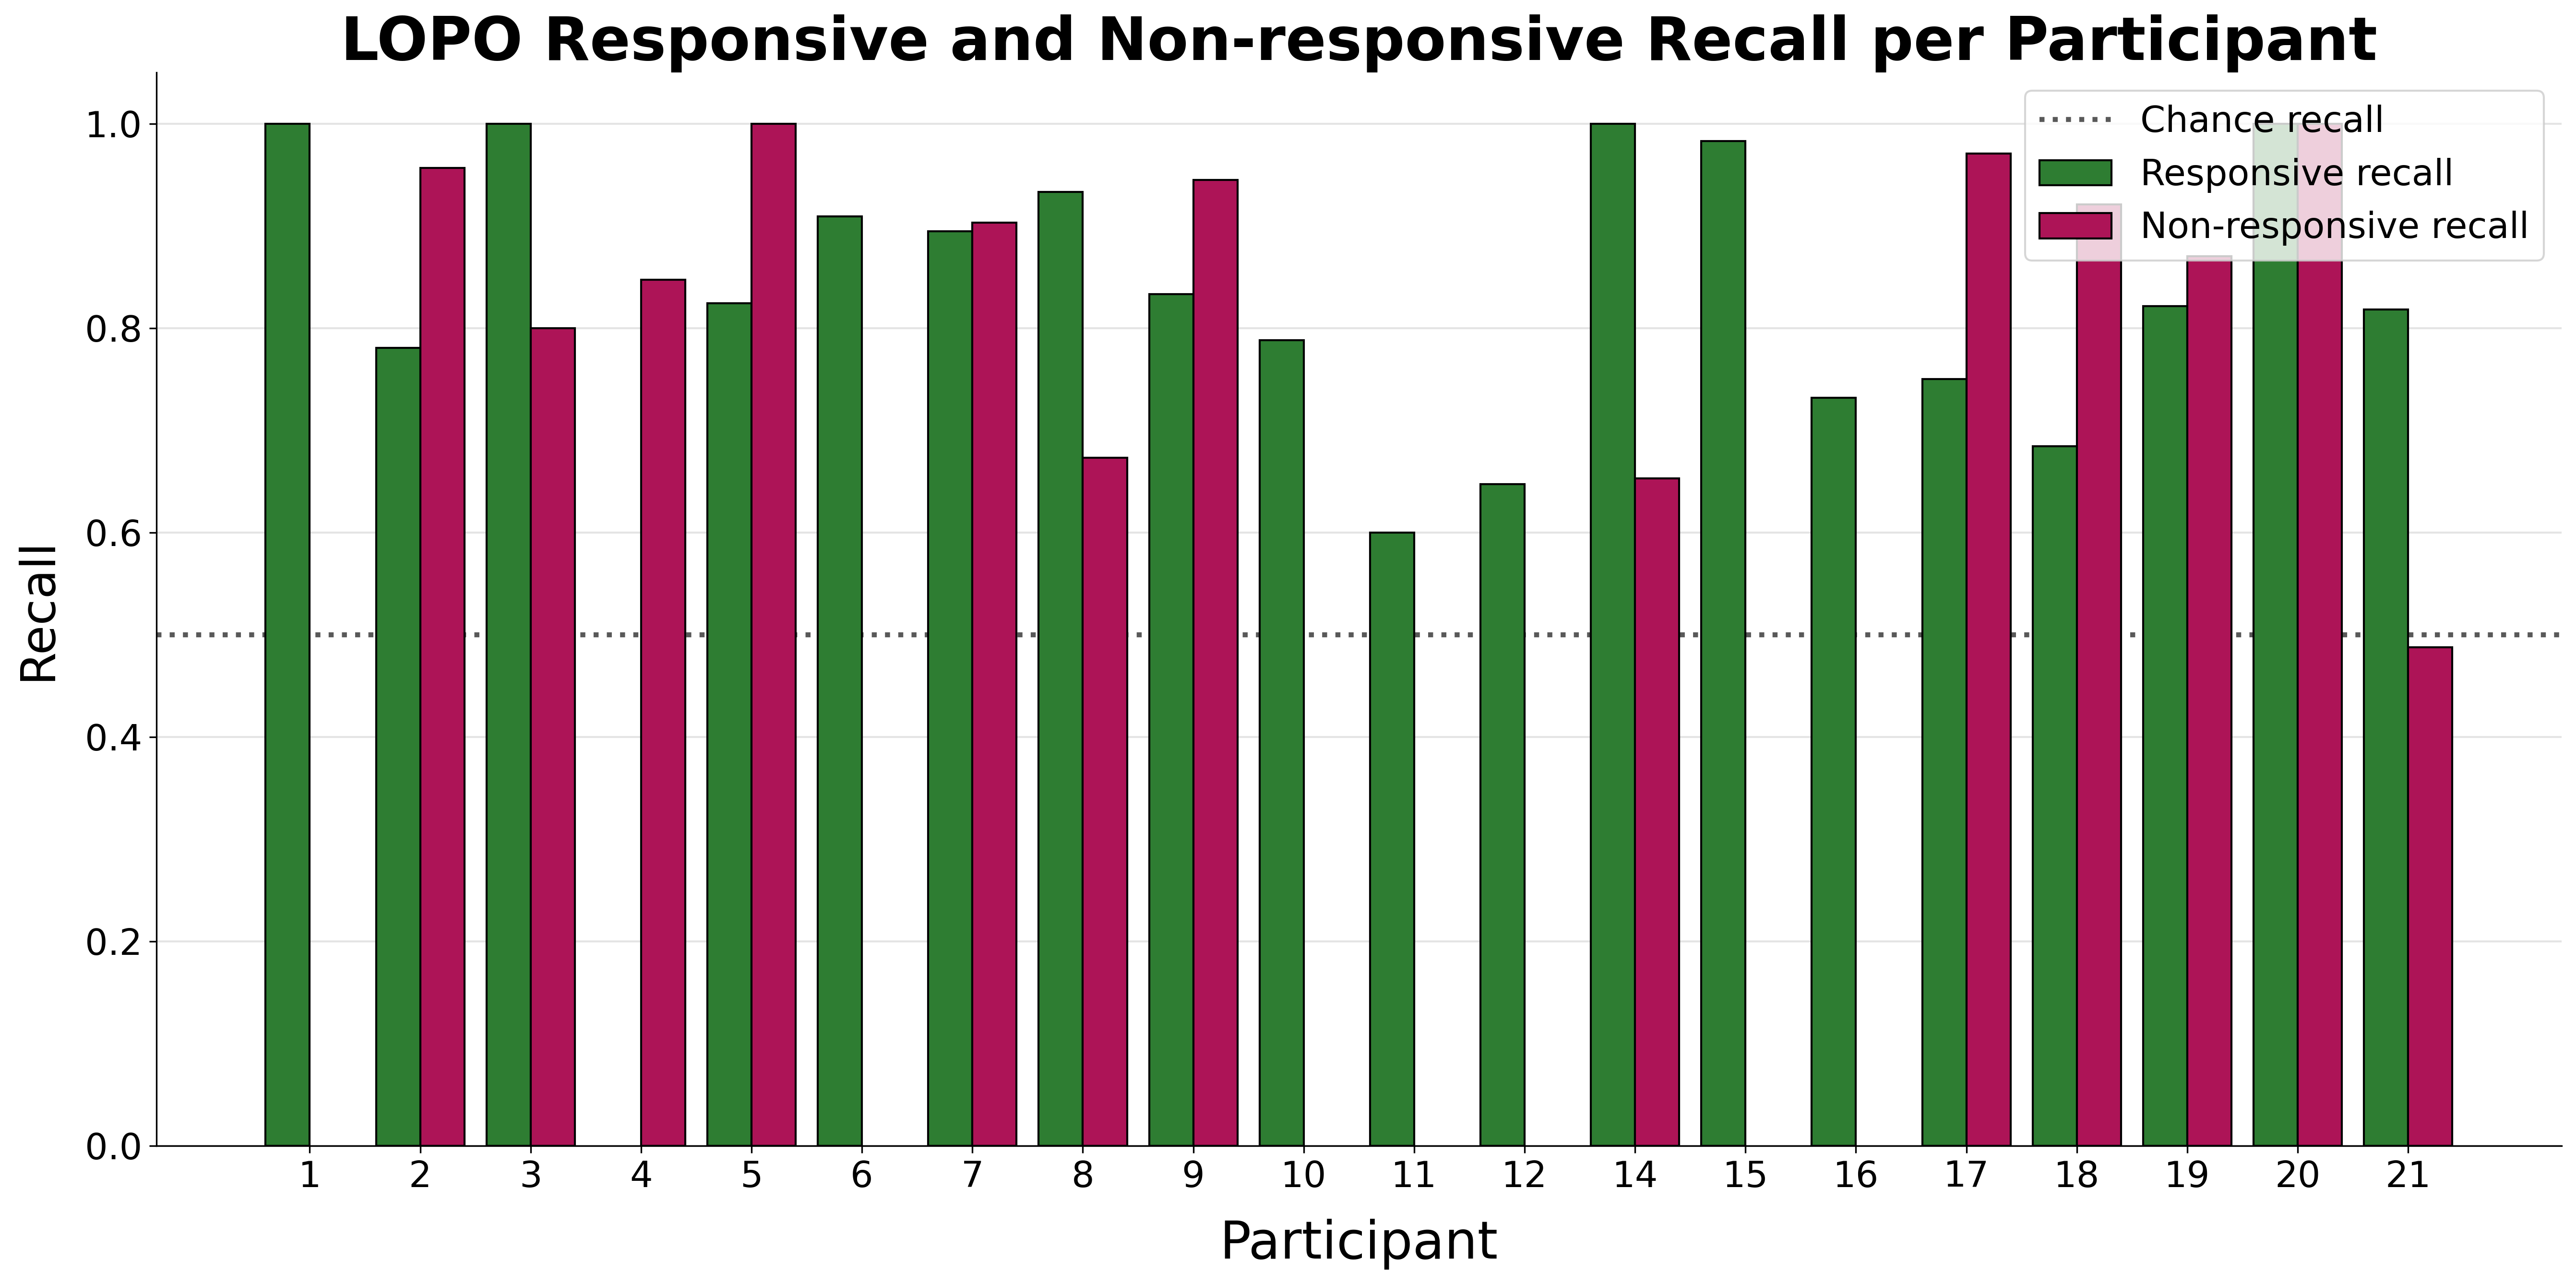 LOPO Responsive and Non-responsive Recall per Participant
Chance recall
Responsive recall
Non-responsive recall
1.0
0.8
0.6
0.4
0.2
0.0
Recall
1 2 3 4 5 6 7 8 9 10 11 12 14 15 16 17 18 19 20 21
Participant